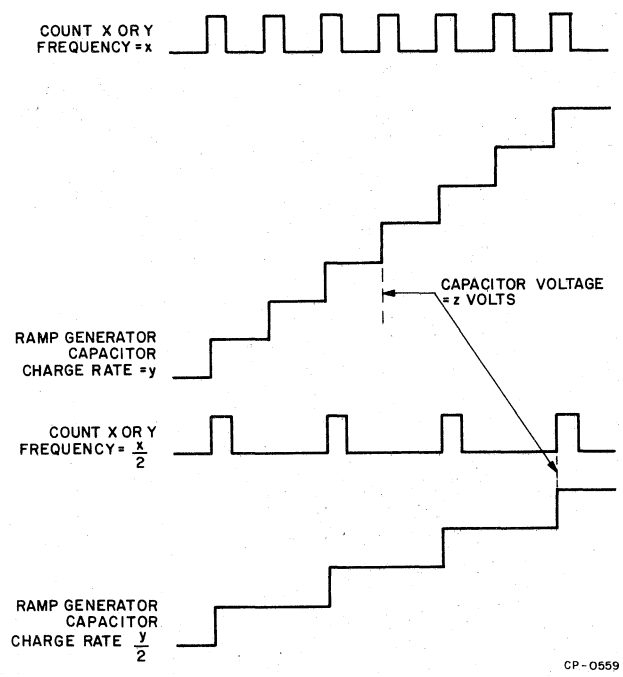 COUNT X OR Y
FREQUENCY = x
CAPACITOR VOLTAGE
= z VOLTS
RAMP GENERATOR
CAPACITOR
CHARGE RATE = y
COUNT X OR Y
FREQUENCY = x/2
RAMP GENERATOR
CAPACITOR
CHARGE RATE y/2
CP-0559